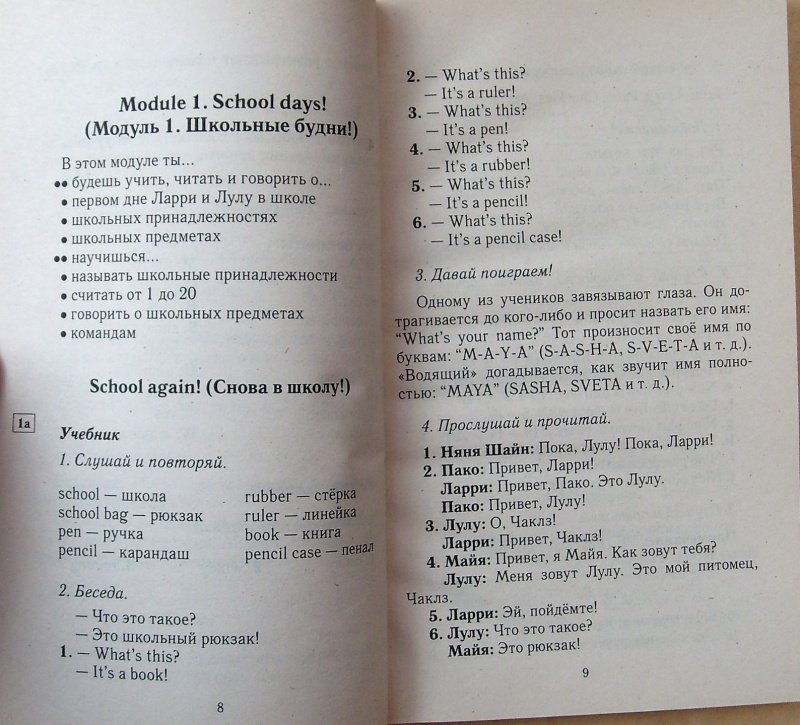 Module 1. School days!
(Модуль 1. Школьные будни!)
В этом модуле ты...
•• будешь учить, читать и говорить о...
• первом дне Ларри и Лулу в школе
• школьных принадлежностях
• школьных предметах
•• научишься...
• называть школьные принадлежности
• считать от 1 до 20
• говорить о школьных предметах
• командам
School again! (Снова в школу!)
1a
Учебник
1. Слушай и повторяй.
school — школа
school bag — рюкзак
pen — ручка
pencil — карандаш
rubber — стёрка
ruler — линейка
book — книга
pencil case — пенал
2. Беседа.
— Что это такое?
— Это школьный рюкзак!
1. — What's this?
— It's a book!
8
2. — What's this?
— It's a ruler!
3. — What's this?
— It's a pen!
4. — What's this?
— It's a rubber!
5. — What's this?
— It's a pencil!
6. — What's this?
— It's a pencil case!
3. Давай поиграем!
Одному из учеников завязывают глаза. Он до-
трагивается до кого-либо и просит назвать его имя:
“What's your name?” Тот произносит своё имя по
буквам: “M-A-Y-A” (S-A-S-H-A, S-V-E-T-A и т. д.).
«Водящий» догадывается, как звучит имя полно-
стью: “MAYA” (SASHA, SVETA и т. д.).
4. Прослушай и прочитай.
1. Няня Шайн: Пока, Лулу! Пока, Ларри!
2. Пако: Привет, Ларри!
Ларри: Привет, Пако. Это Лулу.
Пако: Привет, Лулу!
3. Лулу: О, Чаклз!
Ларри: Привет, Чаклз!
4. Майя: Привет, я Майя. Как зовут тебя?
Лулу: Меня зовут Лулу. Это мой питомец,
Чаклз.
5. Ларри: Эй, пойдёмте!
6. Лулу: Что это такое?
Майя: Это рюкзак!
9